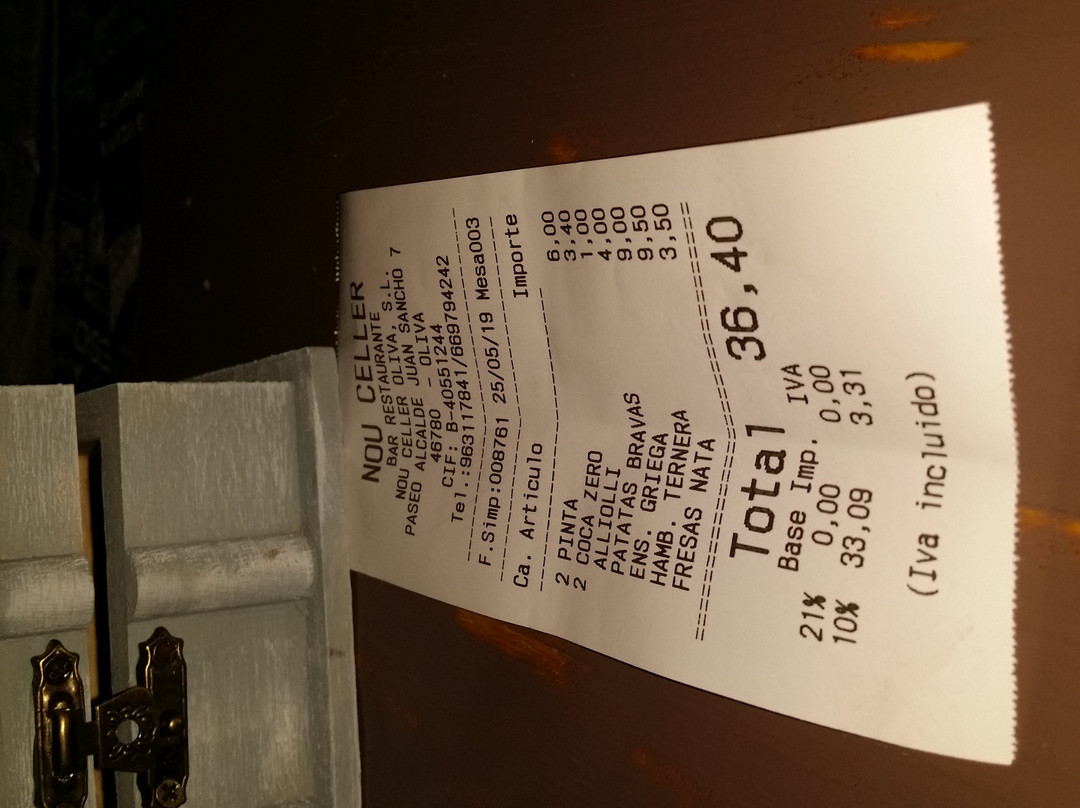 NOU CELLER
BAR RESTAURANTE
NOU CELLER OLIVA, S.L.
PASEO ALCALDE JUAN SANCHO 7
46780 - OLIVA
CIF: B-40551244
Tel.:963117841/669794242
F.Simp:008761 25/05/19 Mesa003
Ca. Articulo Importe
2 PINTA 6,00
2 COCA ZERO 3,40
ALLIOLLI 1,00
PATATAS BRAVAS 4,00
ENS. GRIEGA 9,00
HAMB. TERNERA 9,50
FRESAS NATA 3,50
Total 36,40
Base Imp. IVA
21% 0,00 0,00
10% 33,09 3,31
(Iva incluido)